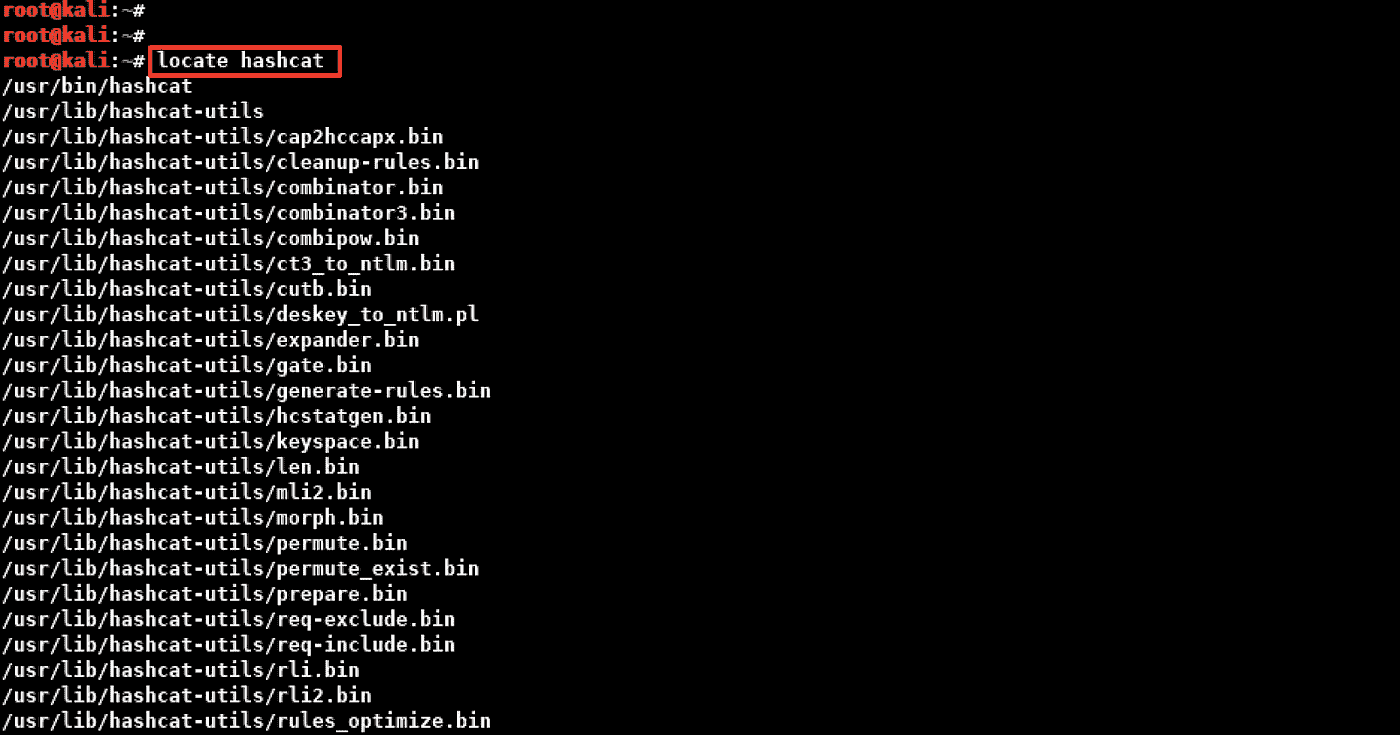 root@kali:~#
root@kali:~#
root@kali:~# locate hashcat
/usr/bin/hashcat
/usr/lib/hashcat-utils
/usr/lib/hashcat-utils/cap2hccapx.bin
/usr/lib/hashcat-utils/cleanup-rules.bin
/usr/lib/hashcat-utils/combinator.bin
/usr/lib/hashcat-utils/combinator3.bin
/usr/lib/hashcat-utils/combipow.bin
/usr/lib/hashcat-utils/ct3_to_ntlm.bin
/usr/lib/hashcat-utils/cutb.bin
/usr/lib/hashcat-utils/deskey_to_ntlm.pl
/usr/lib/hashcat-utils/expander.bin
/usr/lib/hashcat-utils/gate.bin
/usr/lib/hashcat-utils/generate-rules.bin
/usr/lib/hashcat-utils/hcstatgen.bin
/usr/lib/hashcat-utils/keyspace.bin
/usr/lib/hashcat-utils/len.bin
/usr/lib/hashcat-utils/mli2.bin
/usr/lib/hashcat-utils/morph.bin
/usr/lib/hashcat-utils/permute.bin
/usr/lib/hashcat-utils/permute_exist.bin
/usr/lib/hashcat-utils/prepare.bin
/usr/lib/hashcat-utils/req-exclude.bin
/usr/lib/hashcat-utils/req-include.bin
/usr/lib/hashcat-utils/rli.bin
/usr/lib/hashcat-utils/rli2.bin
/usr/lib/hashcat-utils/rules_optimize.bin